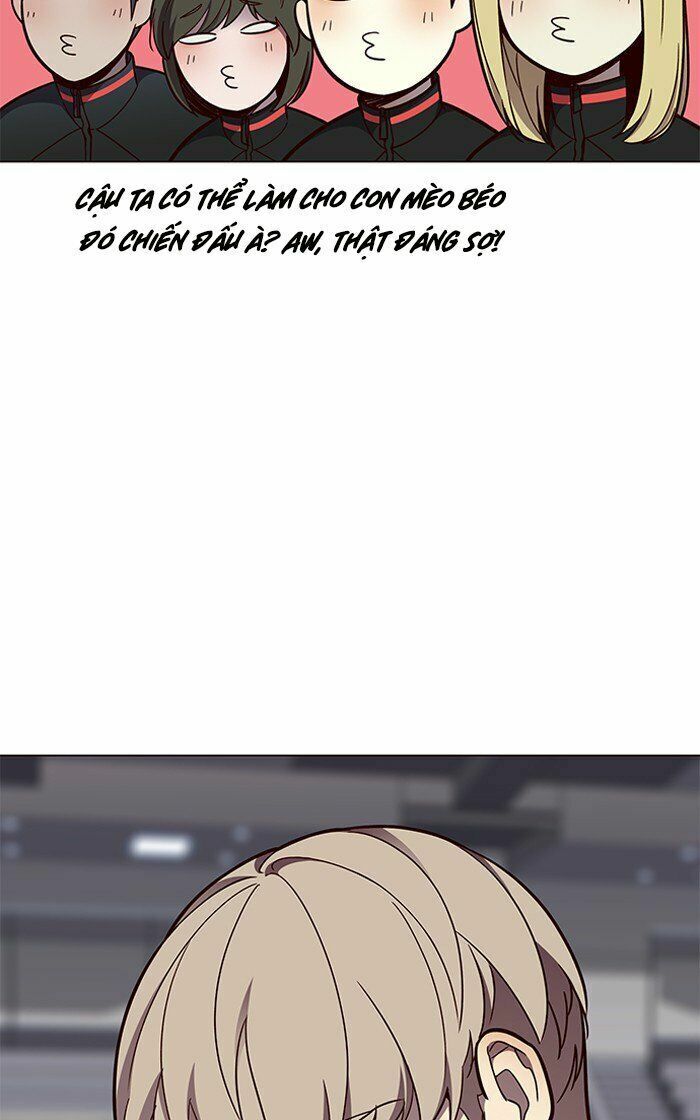 CẬU TA CÓ THỂ LÀM CHO CON MÈO BÉO
ĐÓ CHIẾN ĐẤU À? AW, THẬT ĐÁNG SỢ!